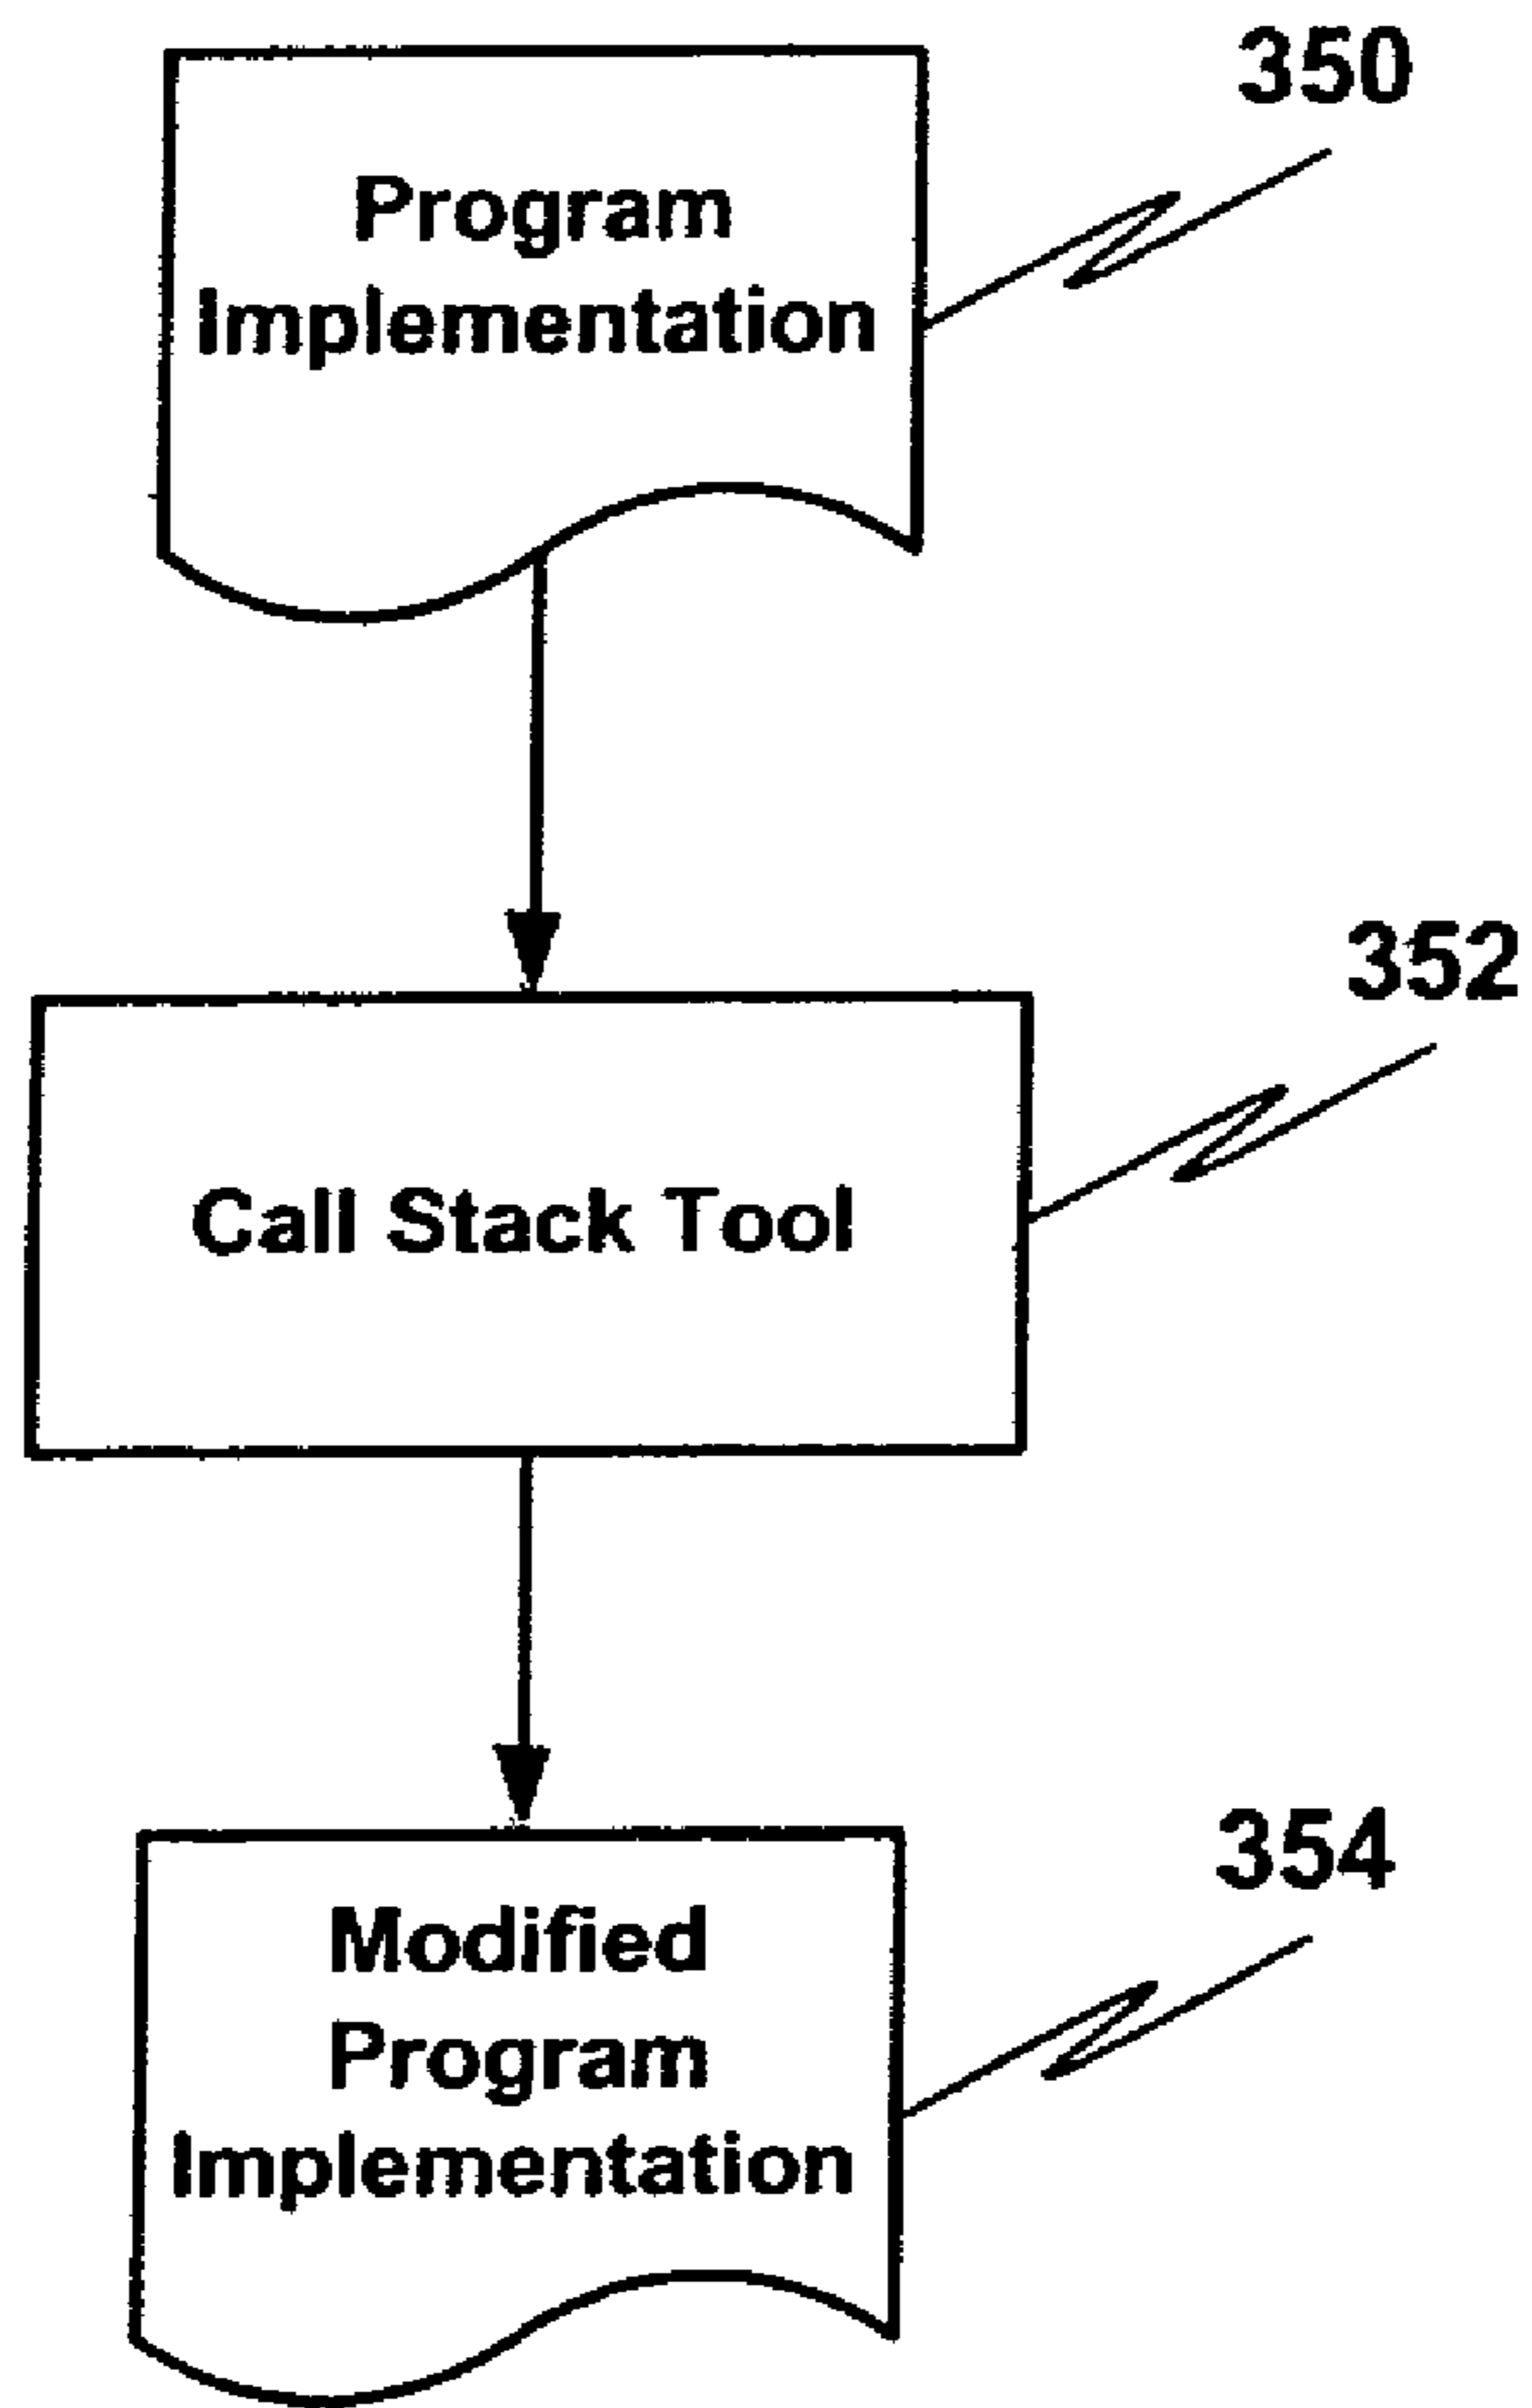 350
Program
Implementation
352
Call Stack Tool
354
Modified
Program
Implementation